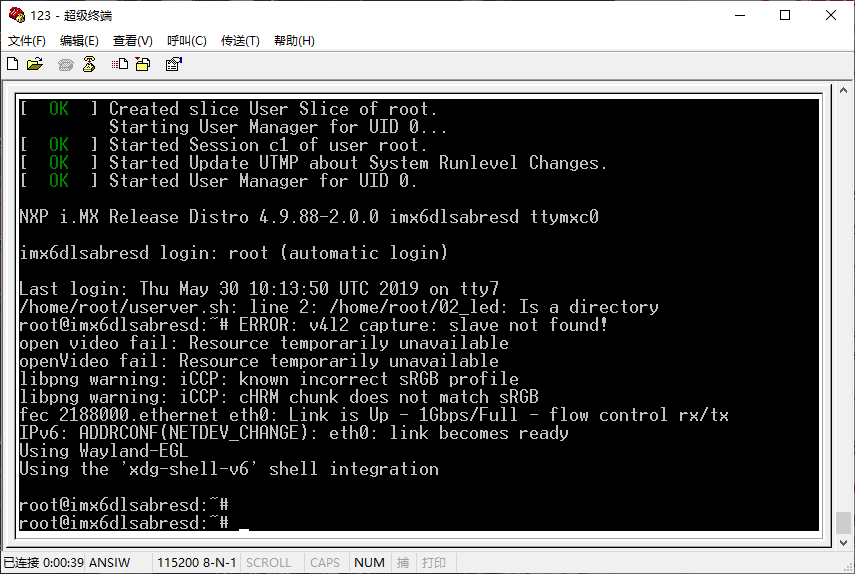 123 - 超级终端
文件(F) 编辑(E) 查看(V) 呼叫(C) 传送(T) 帮助(H)
[  OK  ] Created slice User Slice of root.
         Starting User Manager for UID 0...
[  OK  ] Started Session c1 of user root.
[  OK  ] Started Update UTMP about System Runlevel Changes.
[  OK  ] Started User Manager for UID 0.
NXP i.MX Release Distro 4.9.88-2.0.0 imx6dlsabresd ttymxc0
imx6dlsabresd login: root (automatic login)
Last login: Thu May 30 10:13:50 UTC 2019 on tty7
/home/root/userver.sh: line 2: /home/root/02_led: Is a directory
root@imx6dlsabresd:~# ERROR: v4l2 capture: slave not found!
open video fail: Resource temporarily unavailable
openVideo fail: Resource temporarily unavailable
libpng warning: iCCP: known incorrect sRGB profile
libpng warning: iCCP: cHRM chunk does not match sRGB
fec 2188000.ethernet eth0: Link is Up - 1Gbps/Full - flow control rx/tx
IPv6: ADDRCONF(NETDEV_CHANGE): eth0: link becomes ready
Using Wayland-EGL
Using the 'xdg-shell-v6' shell integration
root@imx6dlsabresd:~#
root@imx6dlsabresd:~# _
已连接 0:00:39 ANSIW 115200 8-N-1 SCROLL CAPS NUM 捕 打印